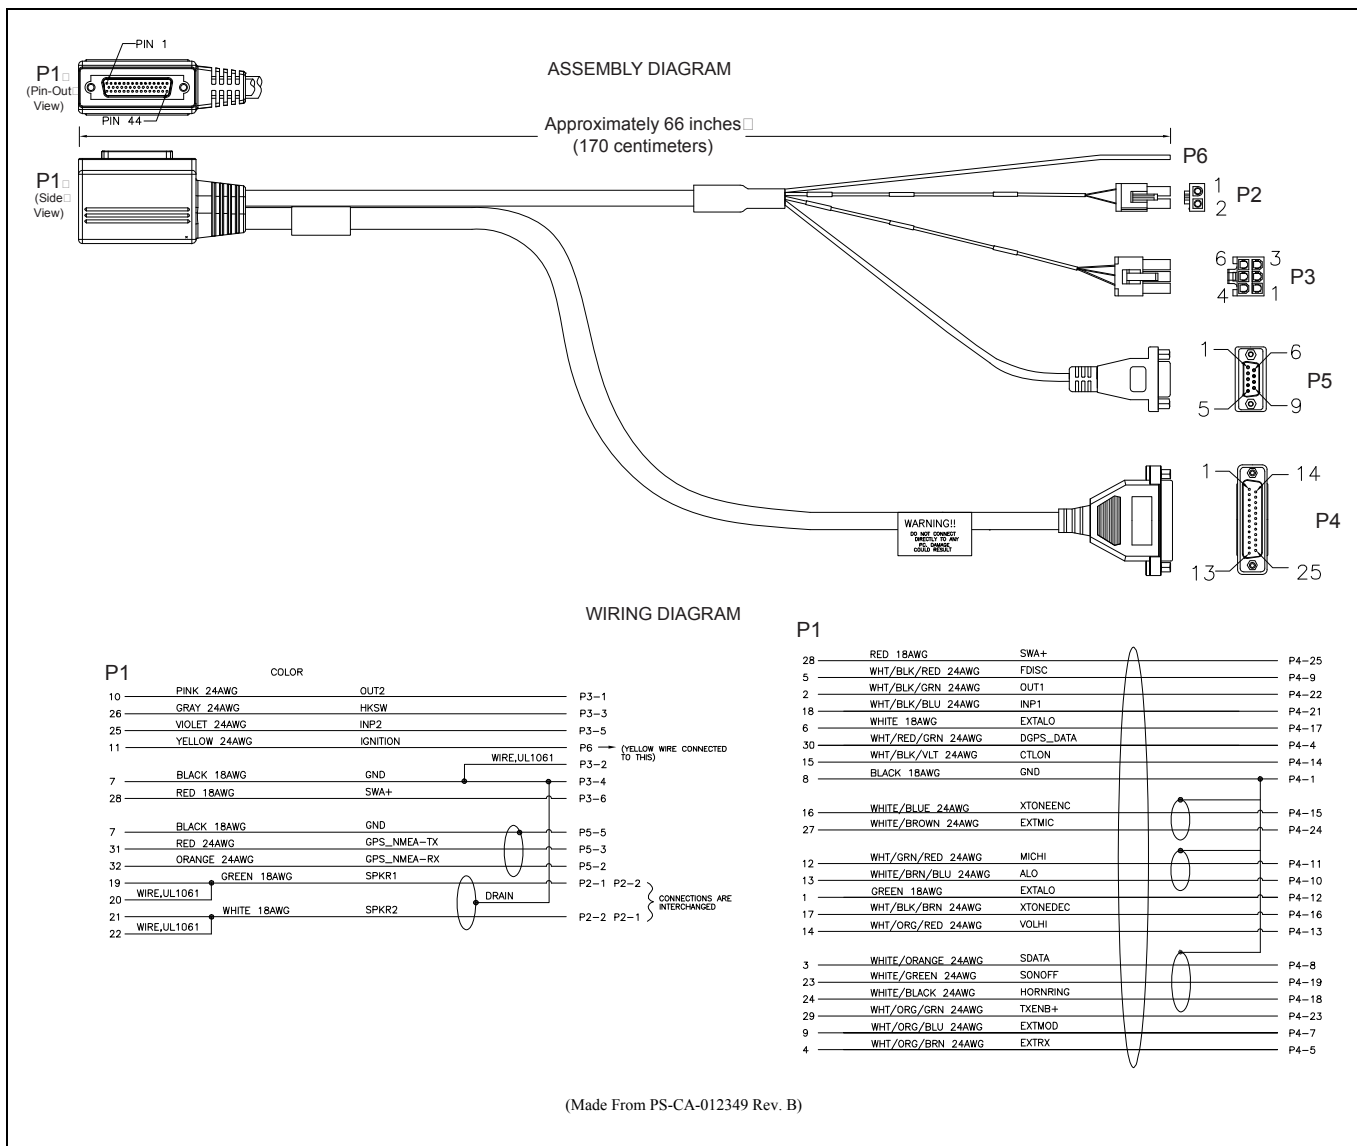 PIN 1
P1
(Pin-Out
View)
PIN 44
ASSEMBLY DIAGRAM
Approximately 66 inches
(170 centimeters)
P1
(Side
View)
P6
1
2
P2
6 3
4 1
P3
1 6
5 9
P5
1 14
13 25
P4
WARNING!!
DO NOT CONNECT
DIRECTLY TO ANY
PC. DAMAGE
COULD RESULT
WIRING DIAGRAM
P1
COLOR
10 PINK 24AWG OUT2 P3-1
26 GRAY 24AWG HKSW P3-3
25 VIOLET 24AWG INP2 P3-5
11 YELLOW 24AWG IGNITION P6 (YELLOW WIRE CONNECTED
TO THIS)
WIRE,UL1061 P3-2
7 BLACK 18AWG GND P3-4
28 RED 18AWG SWA+ P3-6
7 BLACK 18AWG GND P5-5
31 RED 24AWG GPS_NMEA-TX P5-3
32 ORANGE 24AWG GPS_NMEA-RX P5-2
19 GREEN 18AWG SPKR1 P2-1 P2-2
20 WIRE,UL1061
DRAIN
CONNECTIONS ARE
INTERCHANGED
21 WHITE 18AWG SPKR2 P2-2 P2-1
22 WIRE,UL1061
P1
28 RED 18AWG SWA+ P4-25
5 WHT/BLK/RED 24AWG FDISC P4-9
2 WHT/BLK/GRN 24AWG OUT1 P4-22
18 WHT/BLK/BLU 24AWG INP1 P4-21
6 WHITE 18AWG EXTALO P4-17
30 WHT/RED/GRN 24AWG DGPS_DATA P4-4
15 WHT/BLK/VLT 24AWG CTLON P4-14
8 BLACK 18AWG GND P4-1
16 WHITE/BLUE 24AWG XTONEENC P4-15
27 WHITE/BROWN 24AWG EXTMIC P4-24
12 WHT/GRN/RED 24AWG MICHI P4-11
13 WHITE/BRN/BLU 24AWG ALO P4-10
1 GREEN 18AWG EXTALO P4-12
17 WHT/BLK/BRN 24AWG XTONEDEC P4-16
14 WHT/ORG/RED 24AWG VOLHI P4-13
3 WHITE/ORANGE 24AWG SDATA P4-8
23 WHITE/GREEN 24AWG SONOFF P4-19
24 WHITE/BLACK 24AWG HORNRING P4-18
29 WHT/ORG/GRN 24AWG TXENB+ P4-23
9 WHT/ORG/BLU 24AWG EXTMOD P4-7
4 WHT/ORG/BRN 24AWG EXTRX P4-5
(Made From PS-CA-012349 Rev. B)